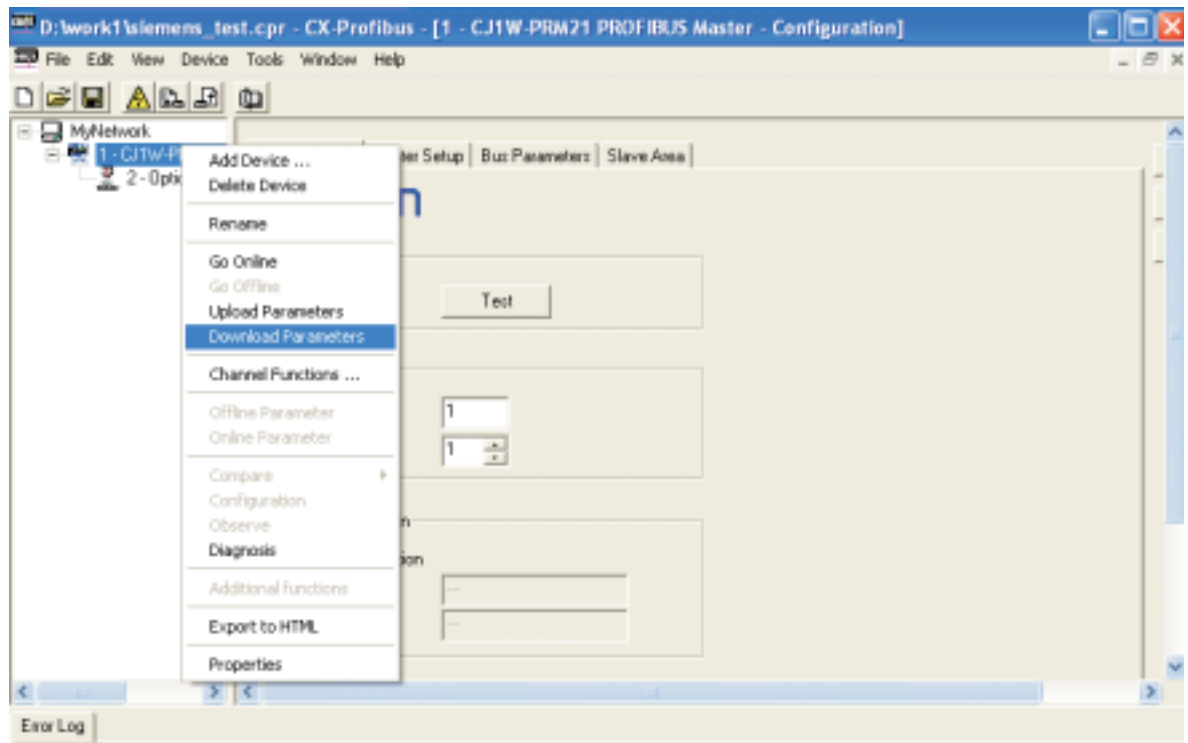 D:\work1\siemens_test.cpr - CX-Profibus - [1 - CJ1W-PRM21 PROFIBUS Master - Configuration]
File Edit View Device Tools Window Help
MyNetwork
1 - CJ1W-P
2 - Optic
Setup Bus Parameters Slave Area
Add Device ...
Delete Device
Rename
Go Online
Go Offline
Upload Parameters
Download Parameters
Channel Functions ...
Offline Parameter
Online Parameter
Compare
Configuration
Observe
Diagnosis
Additional functions
Export to HTML
Properties
Test
1
1
---
---
Error Log